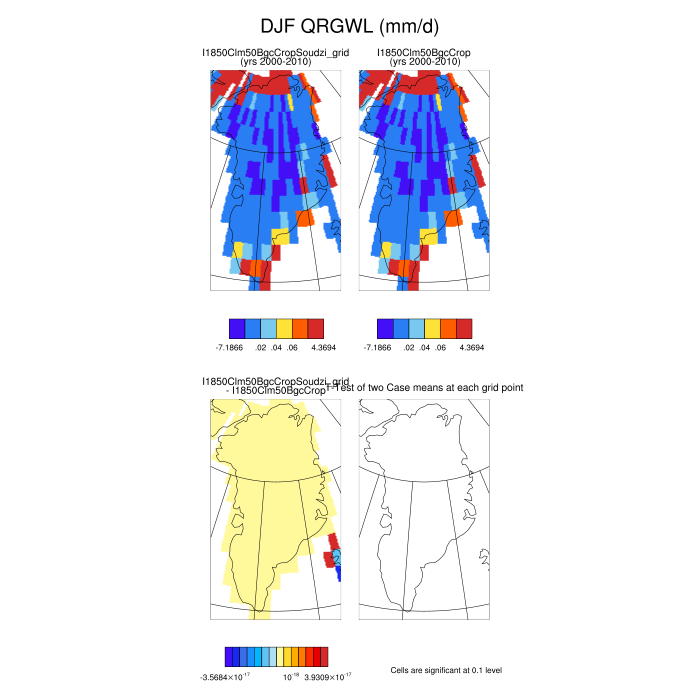 DJF QRGWL (mm/d)
I1850Clm50BgcCropSoudzi_grid
(yrs 2000-2010)
I1850Clm50BgcCrop
(yrs 2000-2010)
-7.1866 .02 .04 .06 4.3694
-7.1866 .02 .04 .06 4.3694
I1850Clm50BgcCropSoudzi_grid
- I1850Clm50BgcCrop
T-Test of two Case means at each grid point
-3.5684×10⁻¹⁷ 10⁻¹⁸ 3.9309×10⁻¹⁷
Cells are significant at 0.1 level